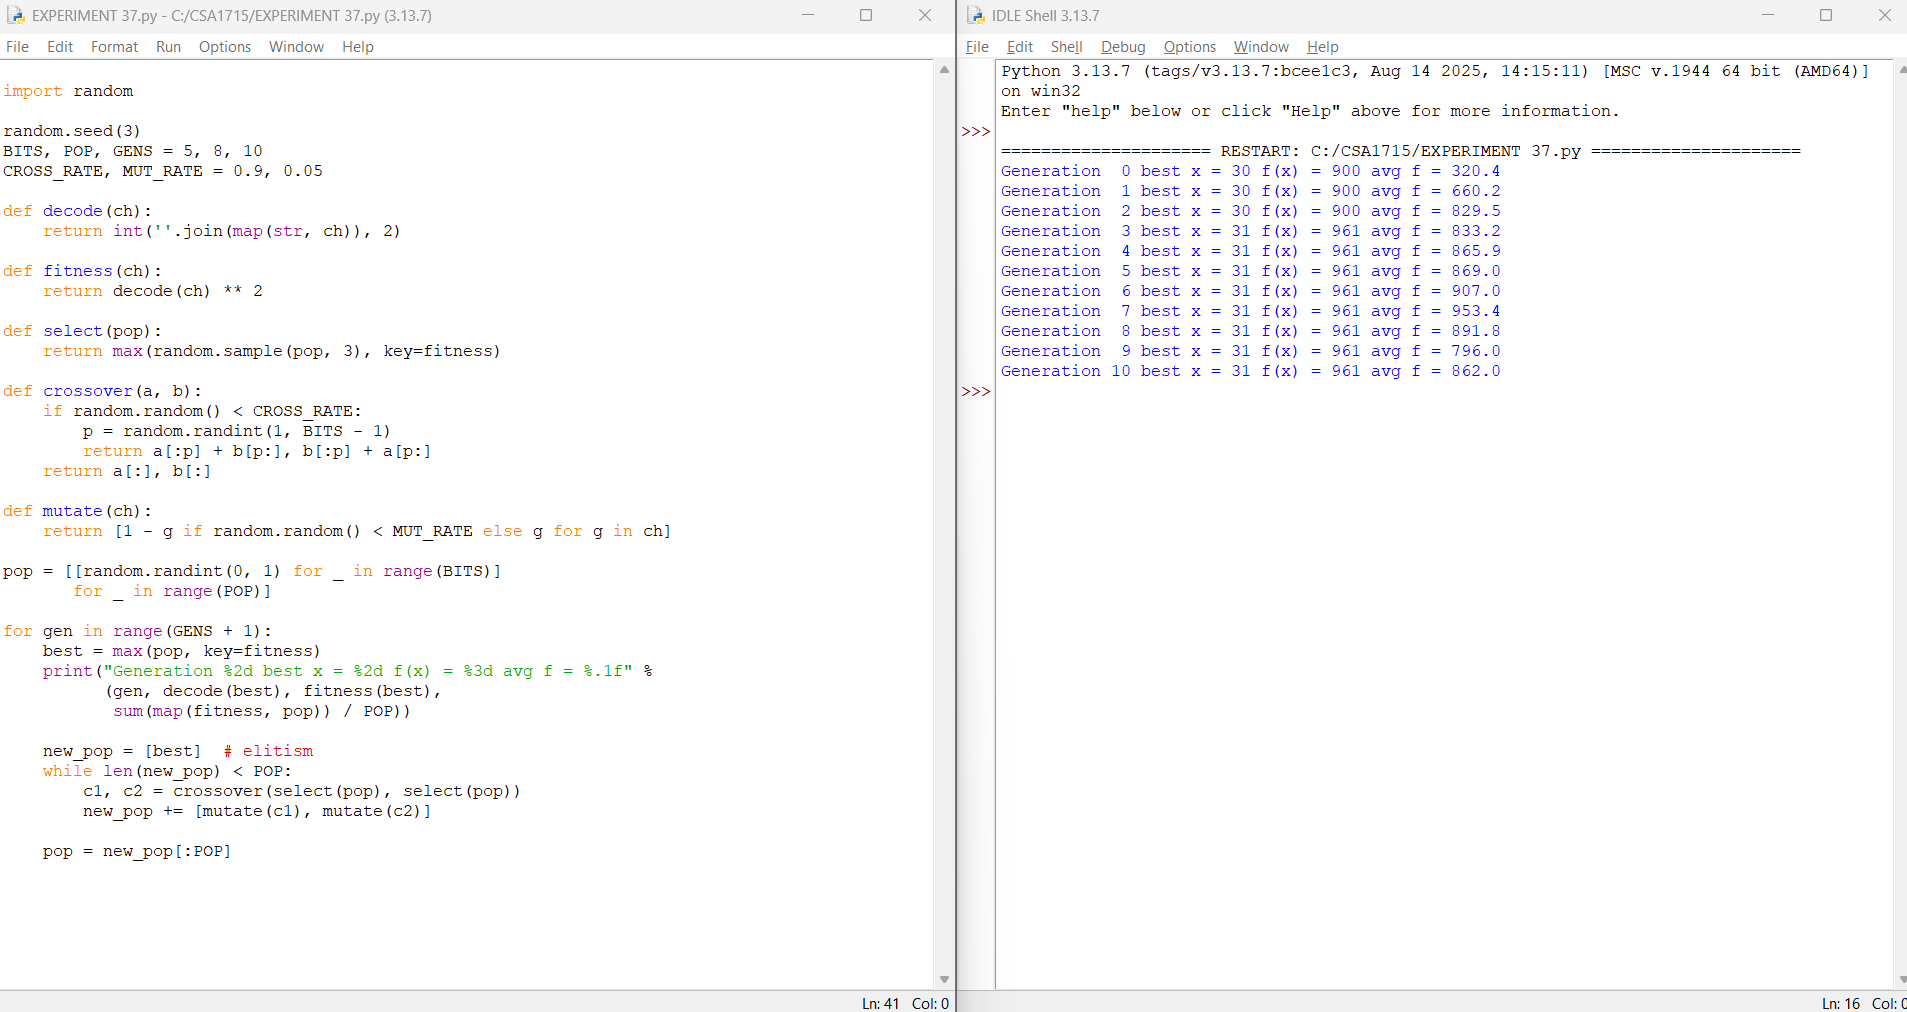 EXPERIMENT 37.py - C:/CSA1715/EXPERIMENT 37.py (3.13.7)
File Edit Format Run Options Window Help
import random
random.seed(3)
BITS, POP, GENS = 5, 8, 10
CROSS_RATE, MUT_RATE = 0.9, 0.05
def decode(ch):
    return int(''.join(map(str, ch)), 2)
def fitness(ch):
    return decode(ch) ** 2
def select(pop):
    return max(random.sample(pop, 3), key=fitness)
def crossover(a, b):
    if random.random() < CROSS_RATE:
        p = random.randint(1, BITS - 1)
        return a[:p] + b[p:], b[:p] + a[p:]
    return a[:], b[:]
def mutate(ch):
    return [1 - g if random.random() < MUT_RATE else g for g in ch]
pop = [[random.randint(0, 1) for _ in range(BITS)]
       for _ in range(POP)]
for gen in range(GENS + 1):
    best = max(pop, key=fitness)
    print("Generation %2d best x = %2d f(x) = %3d avg f = %.1f" %
          (gen, decode(best), fitness(best),
           sum(map(fitness, pop)) / POP))
    new_pop = [best]  # elitism
    while len(new_pop) < POP:
        c1, c2 = crossover(select(pop), select(pop))
        new_pop += [mutate(c1), mutate(c2)]
    pop = new_pop[:POP]
Ln: 41 Col: 0
IDLE Shell 3.13.7
File Edit Shell Debug Options Window Help
Python 3.13.7 (tags/v3.13.7:bcee1c3, Aug 14 2025, 14:15:11) [MSC v.1944 64 bit (AMD64)]
on win32
Enter "help" below or click "Help" above for more information.
>>>
===================== RESTART: C:/CSA1715/EXPERIMENT 37.py =====================
Generation  0 best x = 30 f(x) = 900 avg f = 320.4
Generation  1 best x = 30 f(x) = 900 avg f = 660.2
Generation  2 best x = 30 f(x) = 900 avg f = 829.5
Generation  3 best x = 31 f(x) = 961 avg f = 833.2
Generation  4 best x = 31 f(x) = 961 avg f = 865.9
Generation  5 best x = 31 f(x) = 961 avg f = 869.0
Generation  6 best x = 31 f(x) = 961 avg f = 907.0
Generation  7 best x = 31 f(x) = 961 avg f = 953.4
Generation  8 best x = 31 f(x) = 961 avg f = 891.8
Generation  9 best x = 31 f(x) = 961 avg f = 796.0
Generation 10 best x = 31 f(x) = 961 avg f = 862.0
>>>
Ln: 16 Col: 0